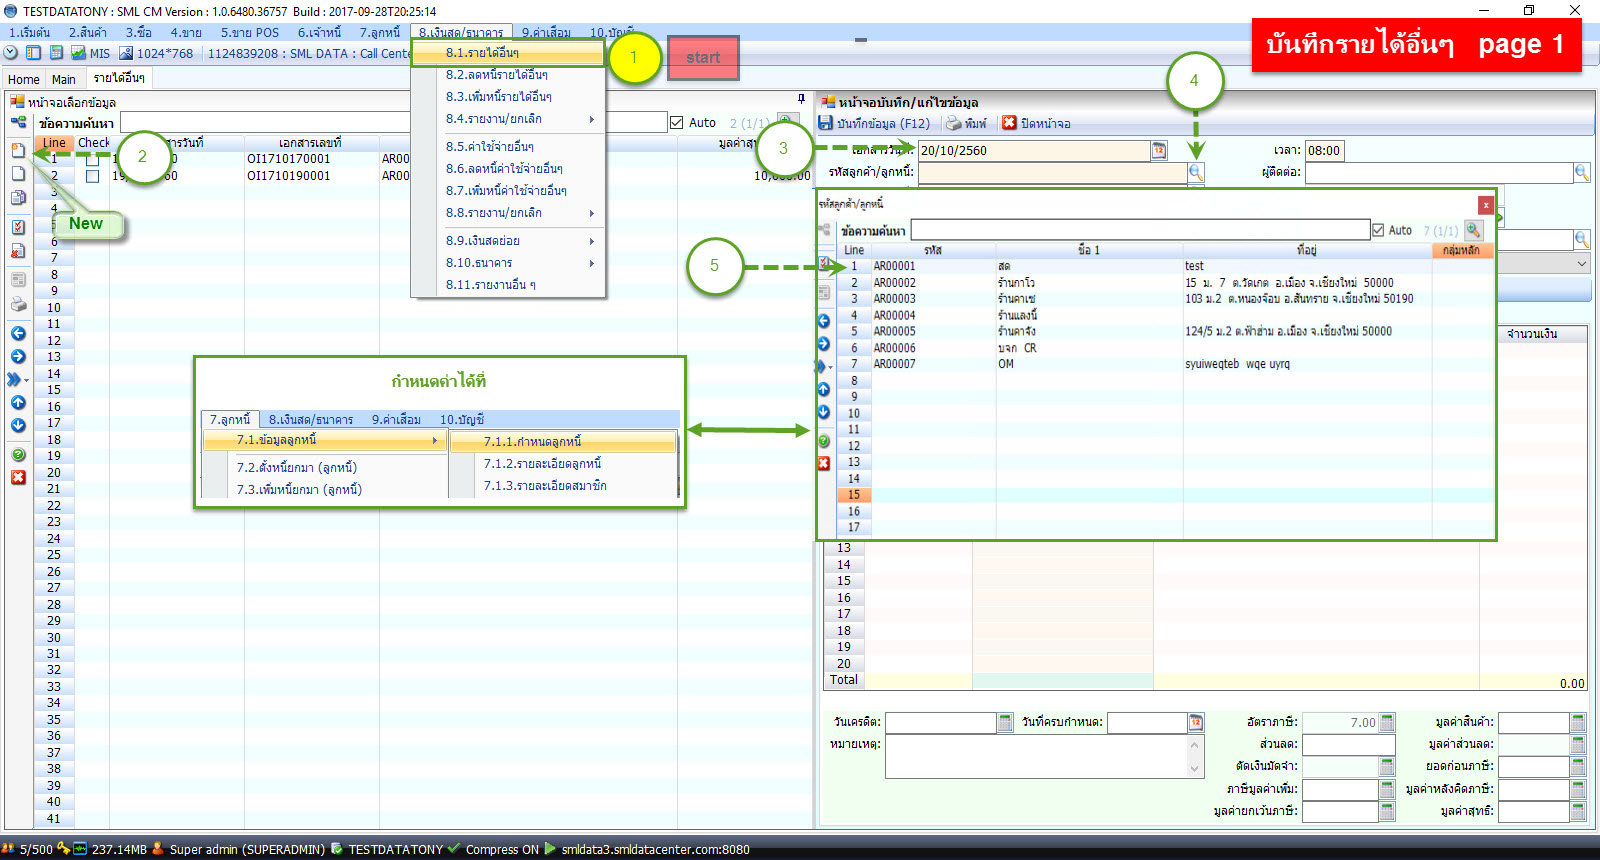 TESTDATATONY : SML CM Version : 1.0.6480.36757 Build : 2017-09-28T20:25:14
1.เริ่มต้น 2.สินค้า 3.ซื้อ 4.ขาย 5.ขาย POS 6.เจ้าหนี้ 7.ลูกหนี้ 8.เงินสด/ธนาคาร 9.ค่าเสื่อม 10.บัญชี
MIS 1024*768 1124839208 : SML DATA : Call Cente
บันทึกรายได้อื่นๆ page 1
Home Main รายได้อื่นๆ
8.1.รายได้อื่นๆ
8.2.ลดหนี้รายได้อื่นๆ
8.3.เพิ่มหนี้รายได้อื่นๆ
8.4.รายงาน/ยกเลิก
8.5.ค่าใช้จ่ายอื่นๆ
8.6.ลดหนี้ค่าใช้จ่ายอื่นๆ
8.7.เพิ่มหนี้ค่าใช้จ่ายอื่นๆ
8.8.รายงาน/ยกเลิก
8.9.เงินสดย่อย
8.10.ธนาคาร
8.11.รายงานอื่น ๆ
1
start
หน้าจอเลือกข้อมูล
ข้อความค้นหา Auto 2 (1/1)
Line Check สารวันที่ เอกสารเลขที่ มูลค่าสุ
1 1 0 OI1710170001 AR00
2 19, 60 OI1710190001 AR00 10,000.00
2
New
3
4
5
6
7
8
9
10
11
12
13
14
15
16
17
18
19
20
21
22
23
24
25
26
27
28
29
30
31
32
33
34
35
36
37
38
39
40
41
กำหนดค่าได้ที่
7.ลูกหนี้ 8.เงินสด/ธนาคาร 9.ค่าเสื่อม 10.บัญชี
7.1.ข้อมูลลูกหนี้ 7.1.1.กำหนดลูกหนี้
7.2.ตั้งหนี้ยกมา (ลูกหนี้) 7.1.2.รายละเอียดลูกหนี้
7.3.เพิ่มหนี้ยกมา (ลูกหนี้) 7.1.3.รายละเอียดสมาชิก
หน้าจอบันทึก/แก้ไขข้อมูล
บันทึกข้อมูล (F12) พิมพ์ ปิดหน้าจอ
3
4
5
เอกสารวันที่: 20/10/2560 เวลา: 08:00
รหัสลูกค้า/ลูกหนี้: ผู้ติดต่อ:
รหัสลูกค้า/ลูกหนี้ x
ข้อความค้นหา Auto 7 (1/1)
Line รหัส ชื่อ 1 ที่อยู่ กลุ่มหลัก
1 AR00001 สด test
2 AR00002 ร้านกาโว 15 ม. 7 ต.วัดเกต อ.เมือง จ.เชียงใหม่ 50000
3 AR00003 ร้านคาเช 103 ม.2 ต.หนองจ๊อม อ.สันทราย จ.เชียงใหม่ 50190
4 AR00004 ร้านแลงนี้
5 AR00005 ร้านคาจัง 124/5 ม.2 ต.ฟ้าฮ่าม อ.เมือง จ.เชียงใหม่ 50000
6 AR00006 บจก CR
7 AR00007 OM syuiweqteb wqe uyrq
8
9
10
11
12
13
14
15
16
17
จำนวนเงิน
13
14
15
16
17
18
19
20
Total 0.00
วันเครดิต: วันที่ครบกำหนด: อัตราภาษี: 7.00 มูลค่าสินค้า:
หมายเหตุ: ส่วนลด: มูลค่าส่วนลด:
ตัดเงินมัดจำ: ยอดก่อนภาษี:
ภาษีมูลค่าเพิ่ม: มูลค่าหลังคิดภาษี:
มูลค่ายกเว้นภาษี: มูลค่าสุทธิ:
5/500 237.14MB Super admin (SUPERADMIN) TESTDATATONY Compress ON smldata3.smldatacenter.com:8080